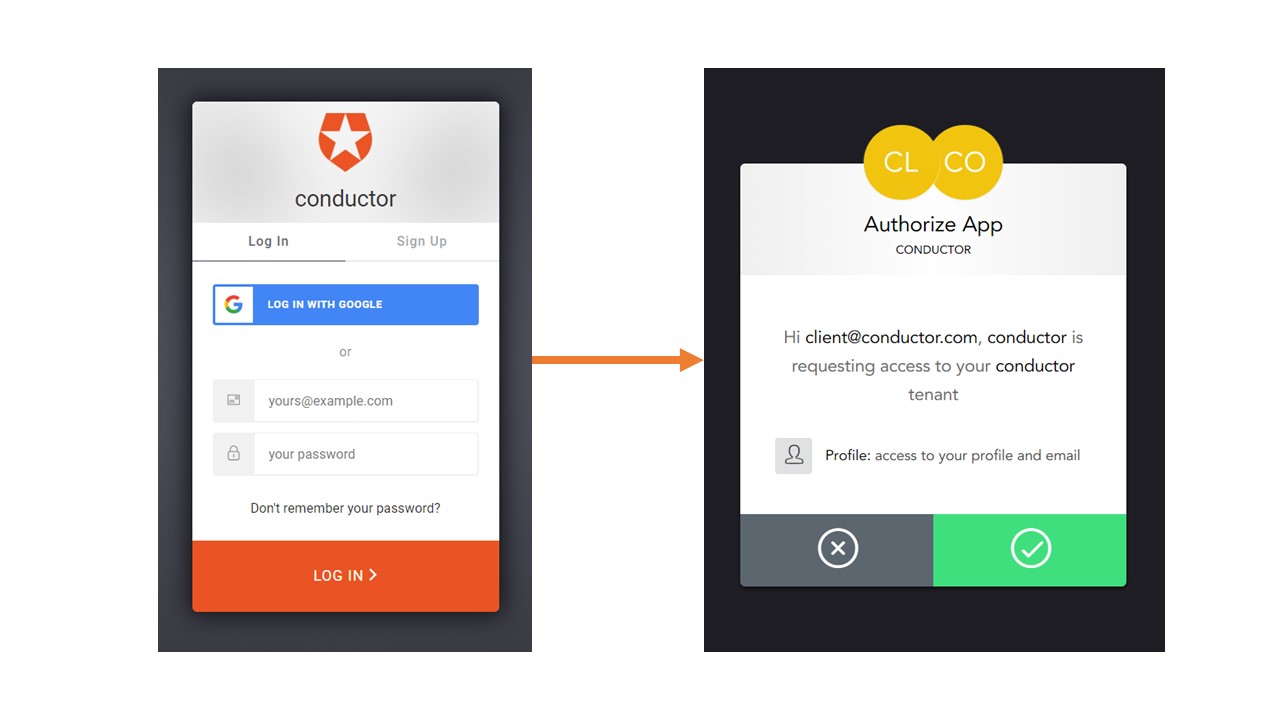 conductor
Log In
Sign Up
LOG IN WITH GOOGLE
or
yours@example.com
your password
Don't remember your password?
LOG IN
CL
CO
Authorize App
CONDUCTOR
Hi client@conductor.com, conductor is
requesting access to your conductor
tenant
Profile: access to your profile and email